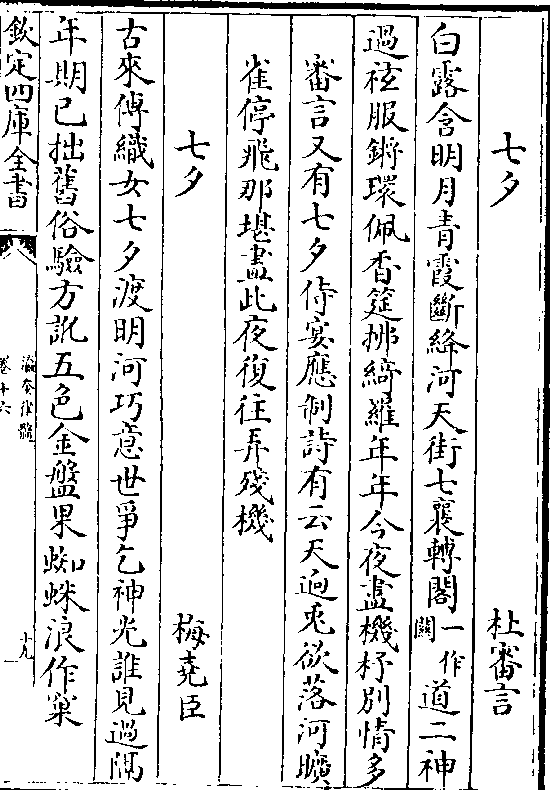 七夕　杜審言
白露含明月青霞斷絳河天街七襄轉閣一作闕道二神
過袨服鏘環佩香筵拂綺羅年年今夜盡機杼別情多
審言又有七夕侍宴應制詩有云天逈兎欲落河曠
雀停飛那堪盡此夜復往弄殘機
七夕　梅堯臣
古來傳織女七夕渡明河巧意世爭乞神光誰見過隔
年期已拙舊俗驗方訛五色金盤果蜘蛛浪作窠
欽定四庫全書
瀛奎律髓
卷十六
十九